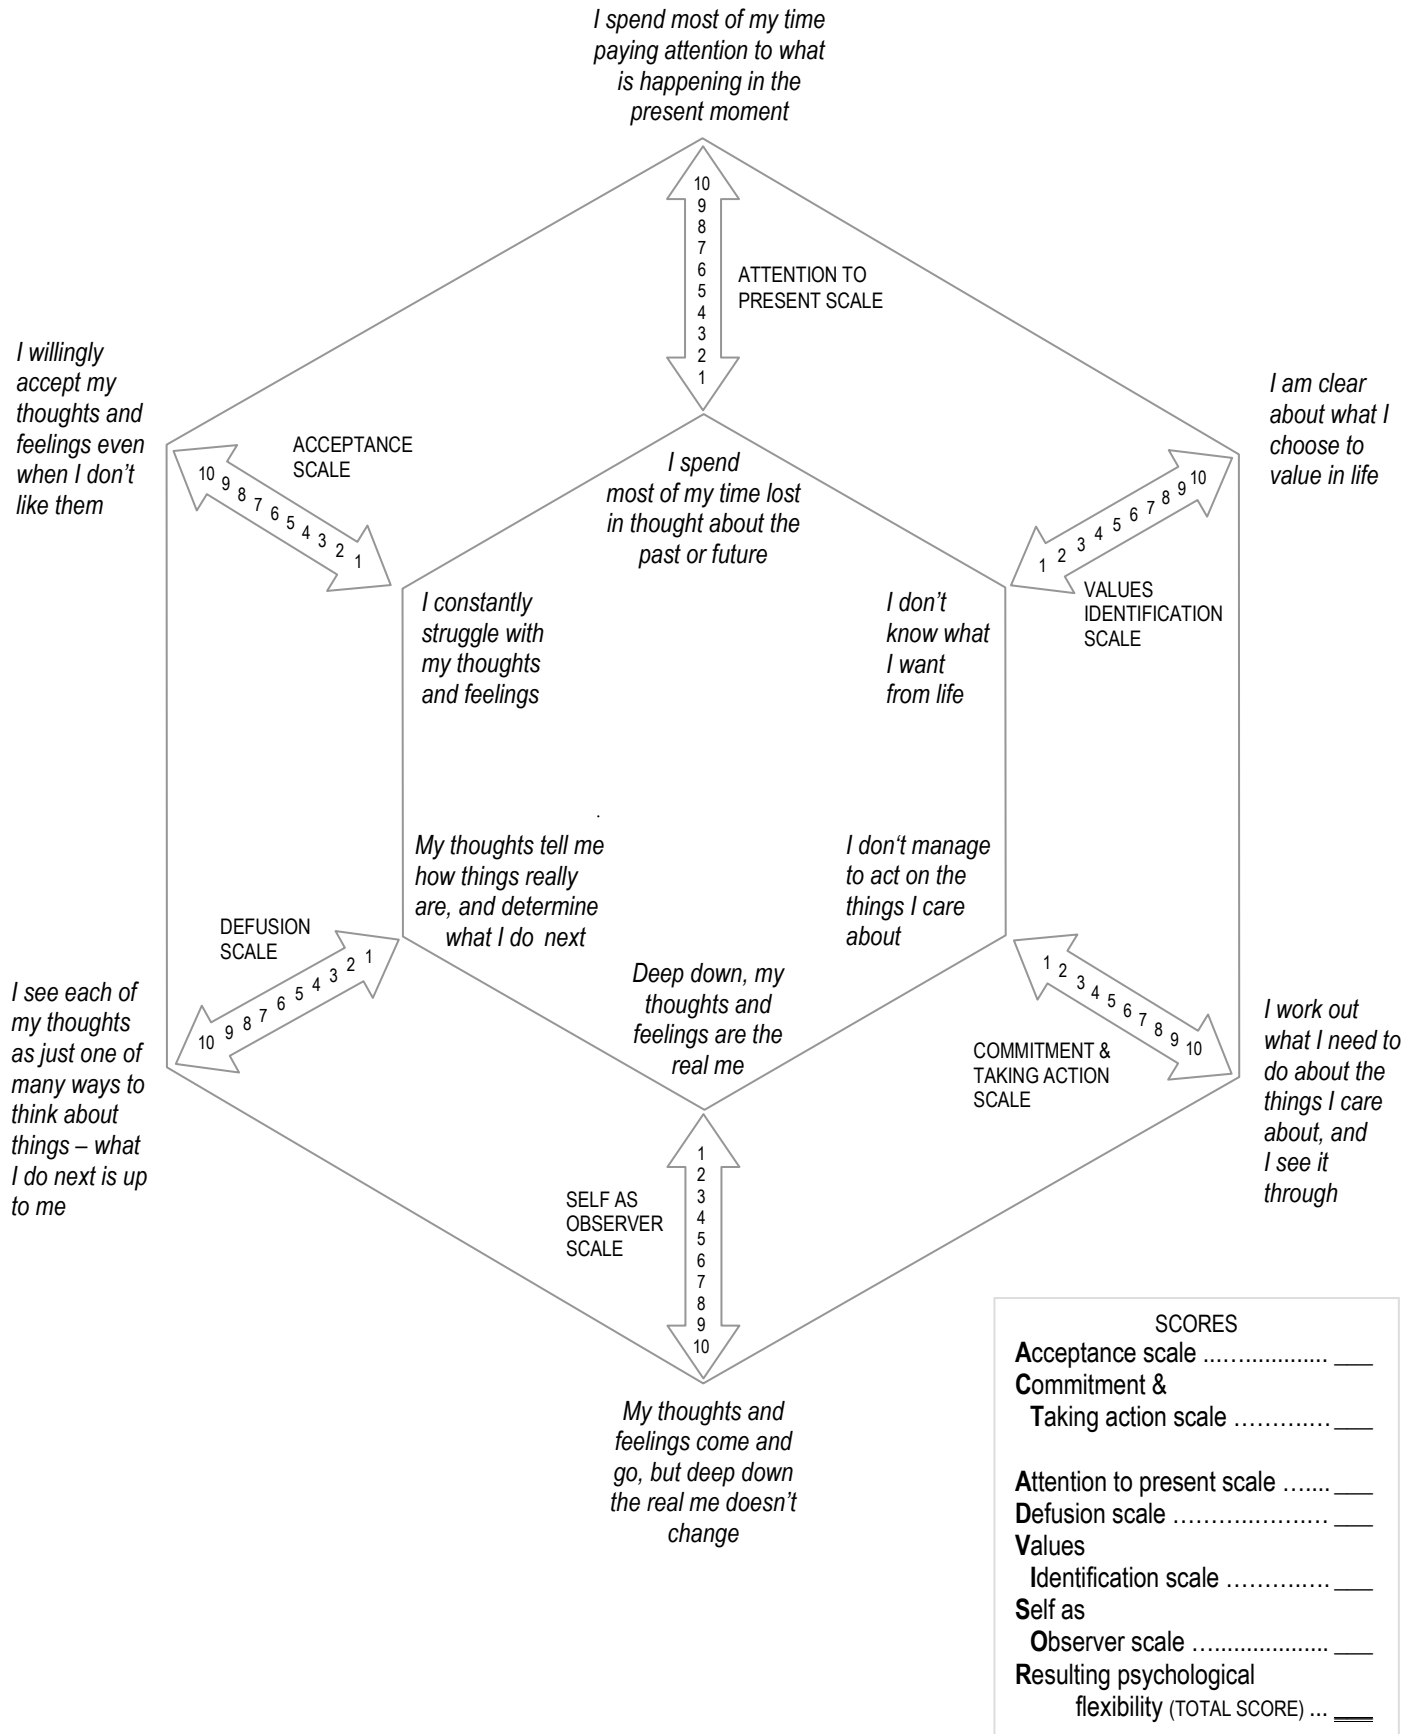 I spend most of my time
paying attention to what
is happening in the
present moment
10
9
8
7
6
5
4
3
2
1
ATTENTION TO
PRESENT SCALE
I willingly
accept my
thoughts and
feelings even
when I don't
like them
ACCEPTANCE
SCALE
10 9 8 7 6 5 4 3 2 1
I spend
most of my time lost
in thought about the
past or future
I am clear
about what I
choose to
value in life
1 2 3 4 5 6 7 8 9 10
VALUES
IDENTIFICATION
SCALE
I constantly
struggle with
my thoughts
and feelings
I don't
know what
I want
from life
My thoughts tell me
how things really
are, and determine
what I do next
I don‘t manage
to act on the
things I care
about
DEFUSION
SCALE
10 9 8 7 6 5 4 3 2 1
Deep down, my
thoughts and
feelings are the
real me
1 2 3 4 5 6 7 8 9 10
COMMITMENT &
TAKING ACTION
SCALE
I see each of
my thoughts
as just one of
many ways to
think about
things – what
I do next is up
to me
I work out
what I need to
do about the
things I care
about, and
I see it
through
SELF AS
OBSERVER
SCALE
1
2
3
4
5
6
7
8
9
10
My thoughts and
feelings come and
go, but deep down
the real me doesn't
change
SCORES
Acceptance scale ...…............. ___
Commitment &
Taking action scale ……….… ___
Attention to present scale ….... ___
Defusion scale ………..…….… ___
Values
Identification scale ……….….. ___
Self as
Observer scale ….................. ___
Resulting psychological
flexibility (TOTAL SCORE) ... ___